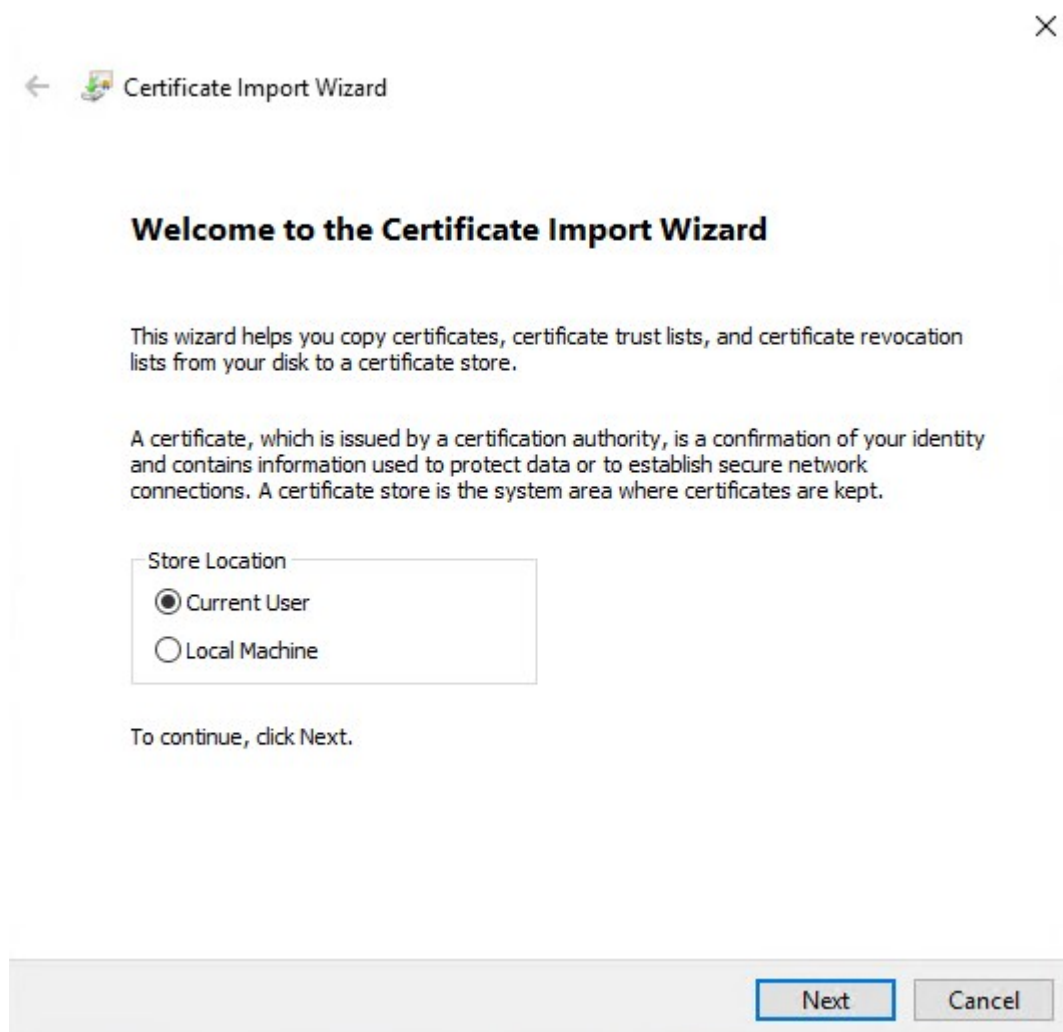 Certificate Import Wizard
Welcome to the Certificate Import Wizard
This wizard helps you copy certificates, certificate trust lists, and certificate revocation
lists from your disk to a certificate store.
A certificate, which is issued by a certification authority, is a confirmation of your identity
and contains information used to protect data or to establish secure network
connections. A certificate store is the system area where certificates are kept.
Store Location
Current User
Local Machine
To continue, click Next.
Next
Cancel